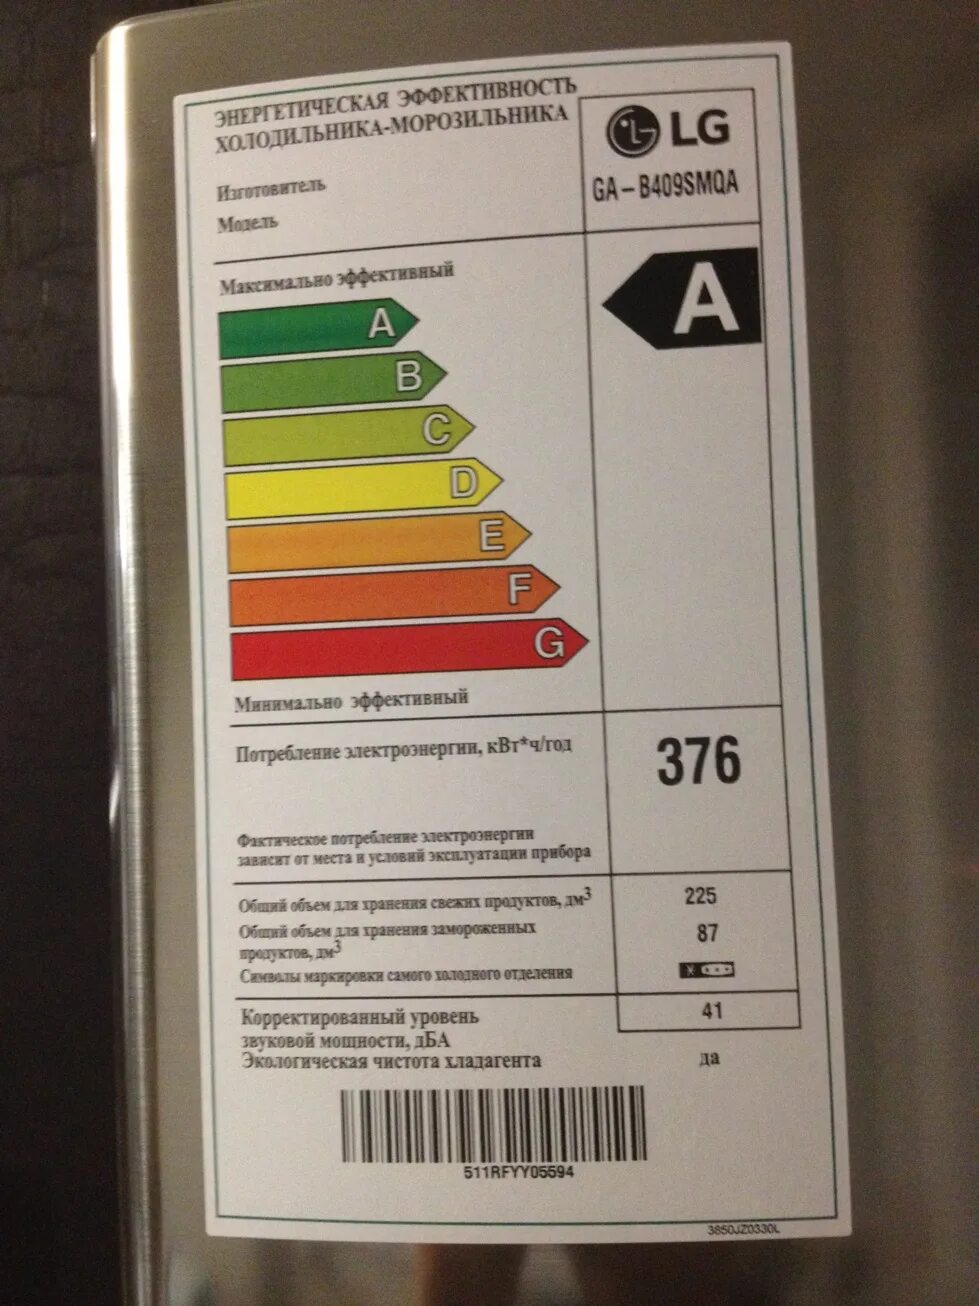 ЭНЕРГЕТИЧЕСКАЯ ЭФФЕКТИВНОСТЬ
ХОЛОДИЛЬНИКА-МОРОЗИЛЬНИКА
LG
Изготовитель
GA-B409SMQA
Модель
Максимально эффективный
A
A
B
C
D
E
F
G
Минимально эффективный
Потребление электроэнергии, кВт*ч/год
376
Фактическое потребление электроэнергии
зависит от места и условий эксплуатации прибора
Общий объем для хранения свежих продуктов, дм3
225
Общий объем для хранения замороженных
продуктов, дм3
87
Символы маркировки самого холодного отделения
Корректированный уровень
звуковой мощности, дБА
41
Экологическая чистота хладагента
да
511RFYY05594
3850JZ0330L